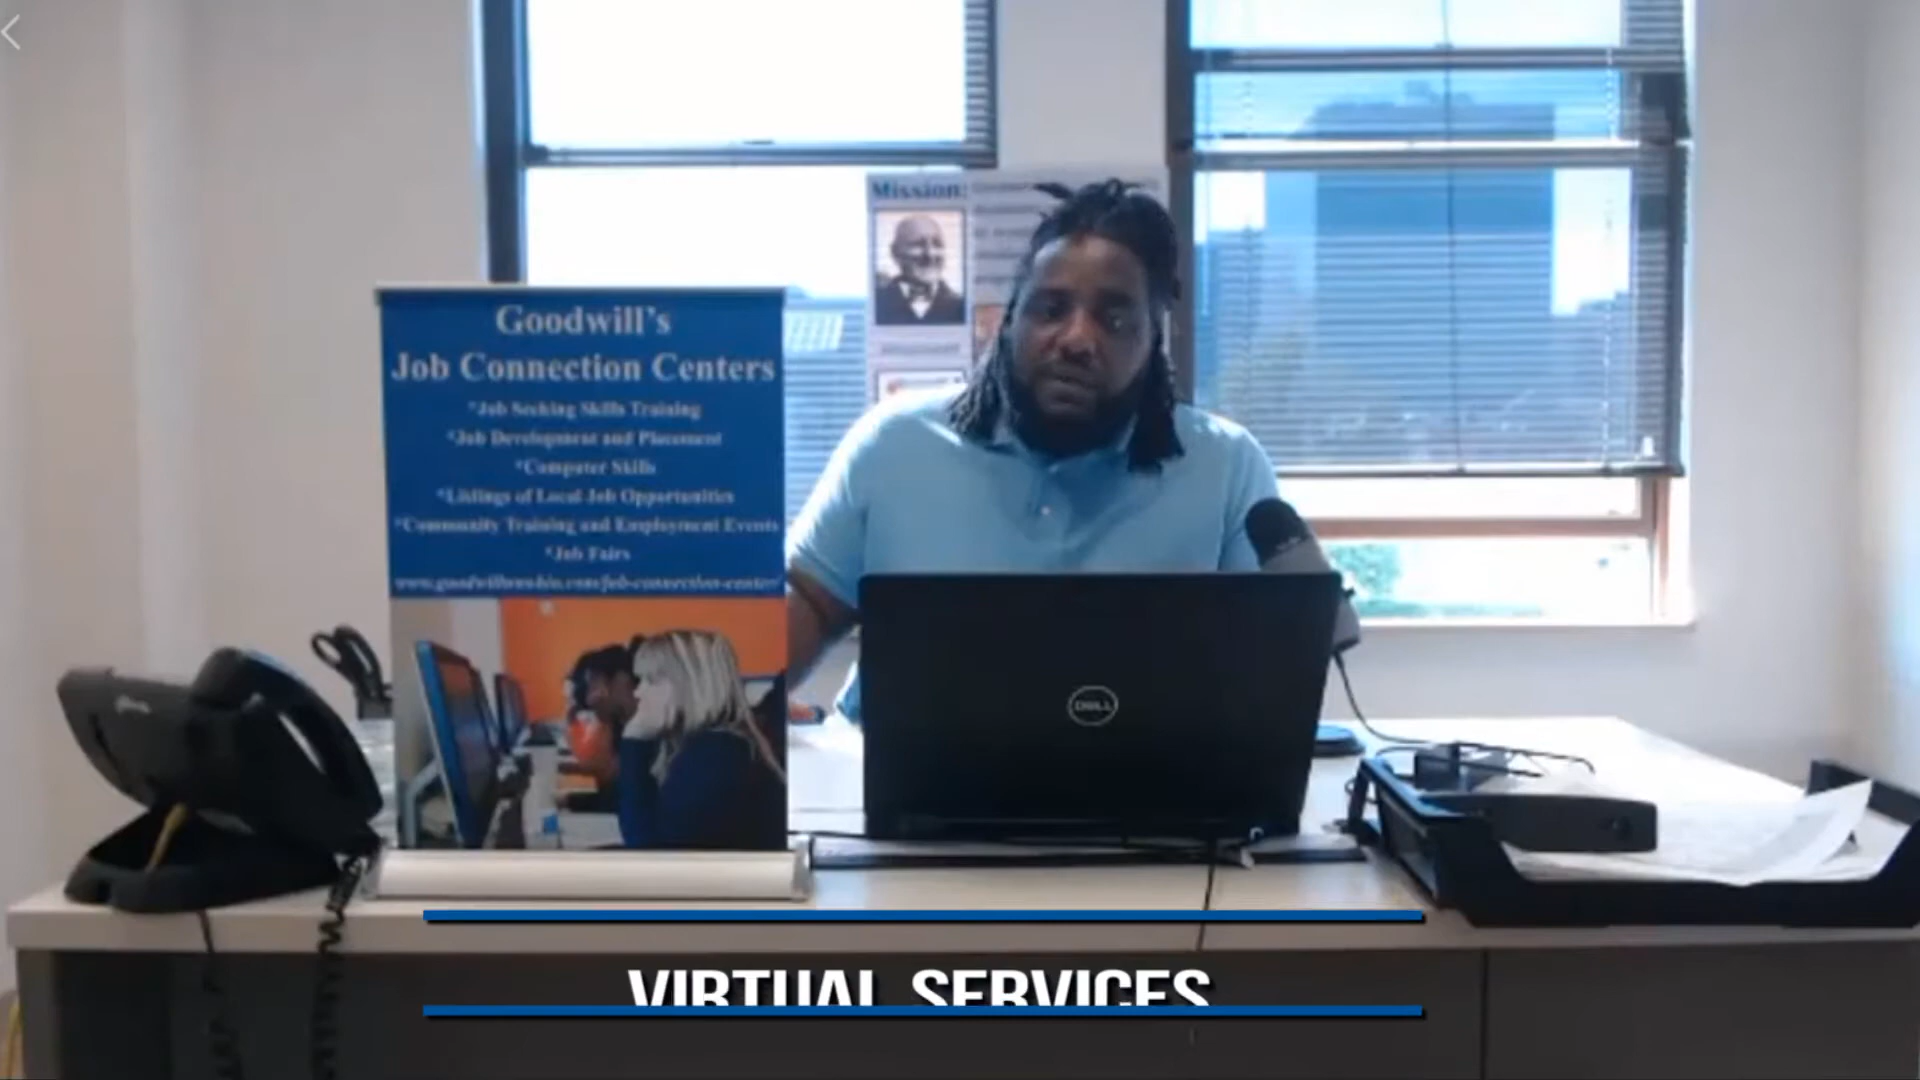 Mission:
Goodwill's
Job Connection Centers
*Job Seeking Skills Training
*Job Development and Placement
*Computer Skills
*Listings of Local Job Opportunities
*Community Training and Employment Events
*Job Fairs
DELL
VIRTUAL SERVICES